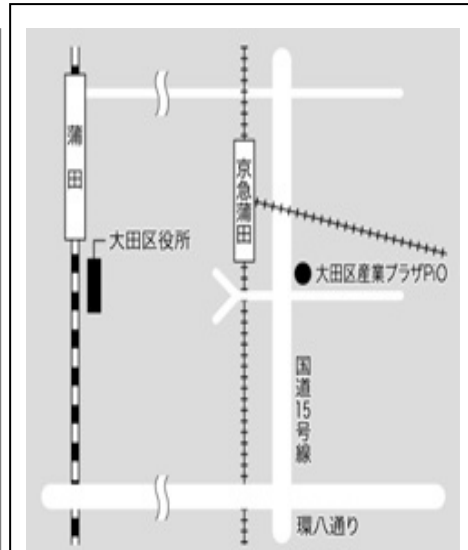 蒲田
京急蒲田
大田区役所
大田区産業プラザPiO
国道15号線
環八通り